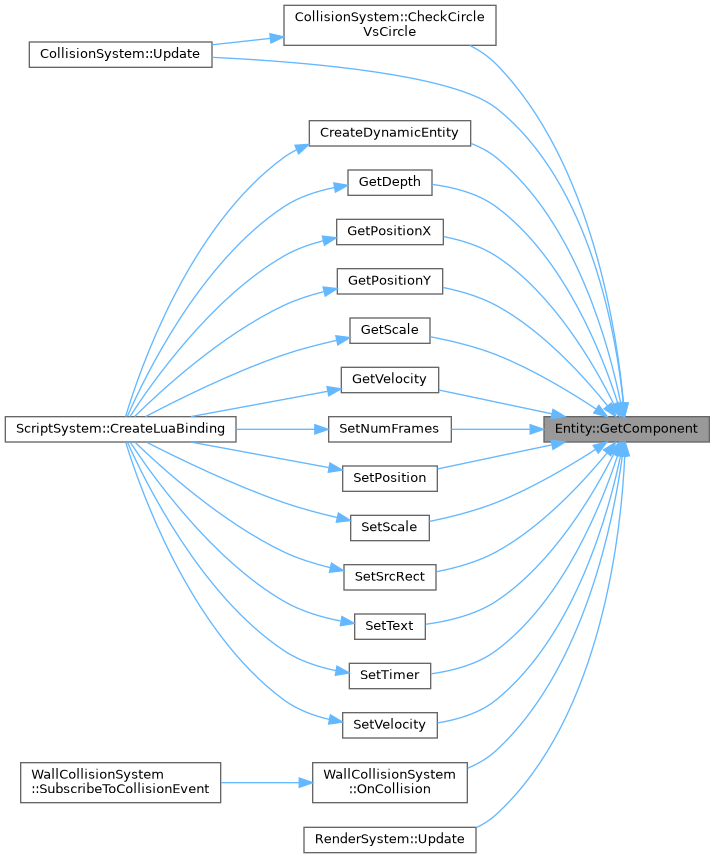 CollisionSystem::CheckCircle
VsCircle
CollisionSystem::Update
CreateDynamicEntity
GetDepth
GetPositionX
GetPositionY
GetScale
GetVelocity
ScriptSystem::CreateLuaBinding
SetNumFrames
Entity::GetComponent
SetPosition
SetScale
SetSrcRect
SetText
SetTimer
SetVelocity
WallCollisionSystem
::SubscribeToCollisionEvent
WallCollisionSystem
::OnCollision
RenderSystem::Update